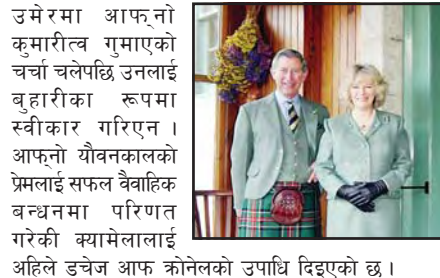 उमेरमा आफ्नो
कुमारीत्व गुमाएको
चर्चा चलेपछि उनलाई
बुहारीका रूपमा
स्वीकार गरिएन ।
आफ्नो यौवनकालको
प्रेमलाई सफल वैवाहिक
बन्धनमा परिणत
गरेकी क्यामेलालाई
अहिले डचेज आफ क्रोनेलको उपाधि दिइएको छ ।